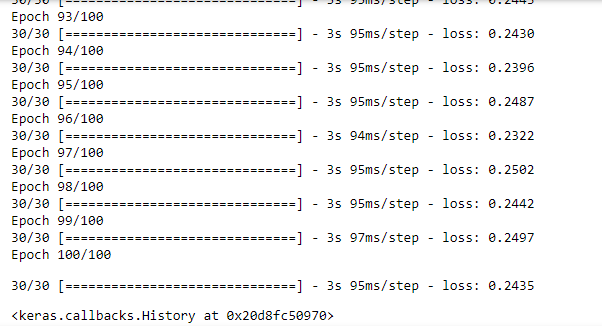 30/30 [==============================] - 3s 95ms/step - loss: 0.2445
Epoch 93/100
30/30 [==============================] - 3s 95ms/step - loss: 0.2430
Epoch 94/100
30/30 [==============================] - 3s 95ms/step - loss: 0.2396
Epoch 95/100
30/30 [==============================] - 3s 95ms/step - loss: 0.2487
Epoch 96/100
30/30 [==============================] - 3s 94ms/step - loss: 0.2322
Epoch 97/100
30/30 [==============================] - 3s 95ms/step - loss: 0.2502
Epoch 98/100
30/30 [==============================] - 3s 95ms/step - loss: 0.2442
Epoch 99/100
30/30 [==============================] - 3s 97ms/step - loss: 0.2497
Epoch 100/100
30/30 [==============================] - 3s 95ms/step - loss: 0.2435
<keras.callbacks.History at 0x20d8fc50970>